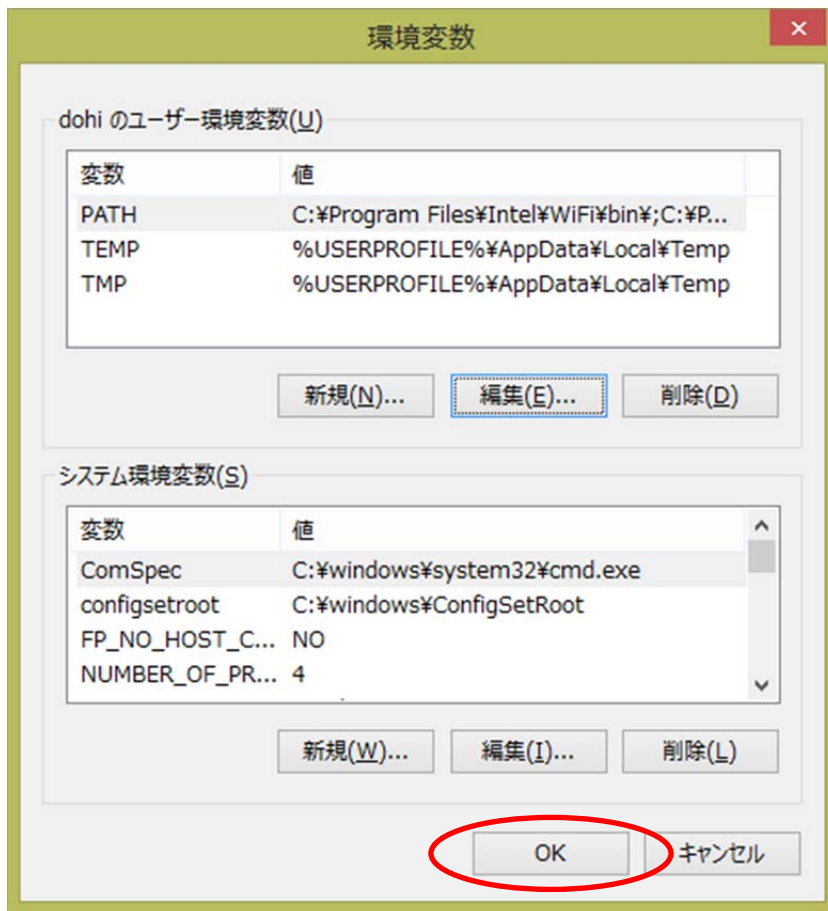 環境変数
dohi のユーザー環境変数(U)
変数 値
PATH C:¥Program Files¥Intel¥WiFi¥bin¥;C:¥P...
TEMP %USERPROFILE%¥AppData¥Local¥Temp
TMP %USERPROFILE%¥AppData¥Local¥Temp
新規(N)... 編集(E)... 削除(D)
システム環境変数(S)
変数 値
ComSpec C:¥windows¥system32¥cmd.exe
configsetroot C:¥windows¥ConfigSetRoot
FP_NO_HOST_C... NO
NUMBER_OF_PR... 4
新規(W)... 編集(I)... 削除(L)
OK キャンセル